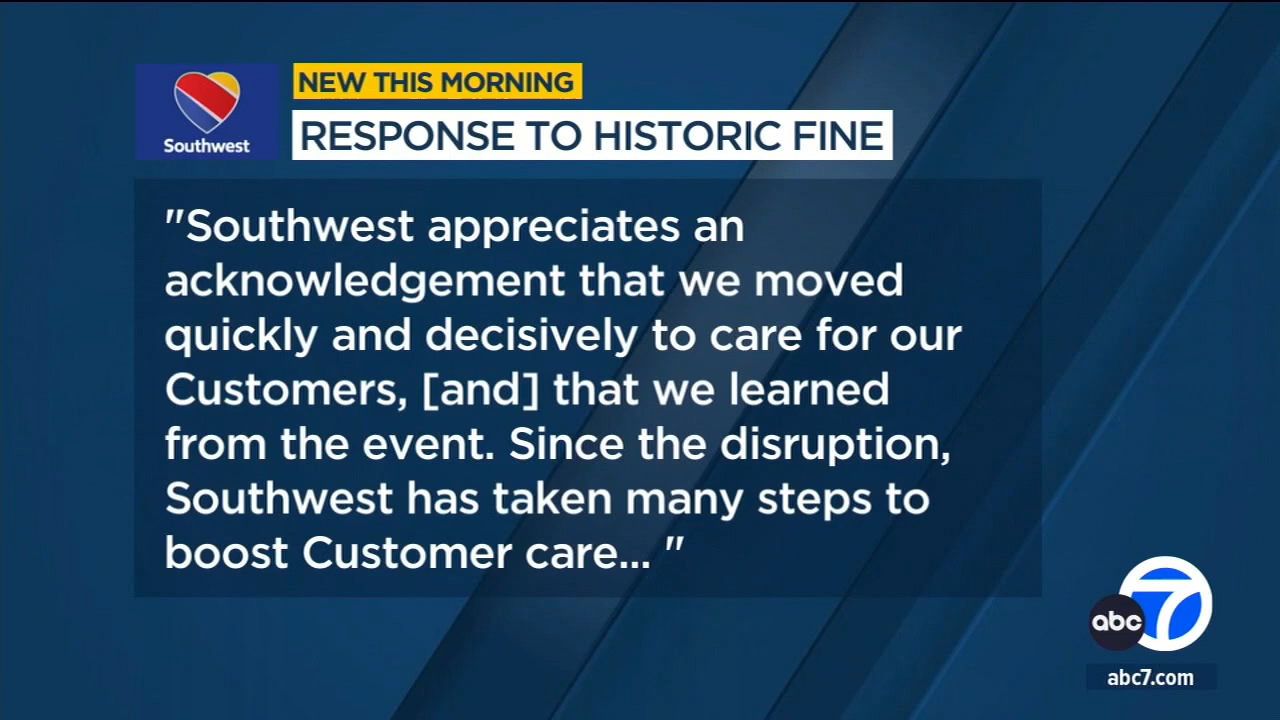 NEW THIS MORNING
RESPONSE TO HISTORIC FINE
Southwest
"Southwest appreciates an
acknowledgement that we moved
quickly and decisively to care for our
Customers, [and] that we learned
from the event. Since the disruption,
Southwest has taken many steps to
boost Customer care... "
abc 7
abc7.com